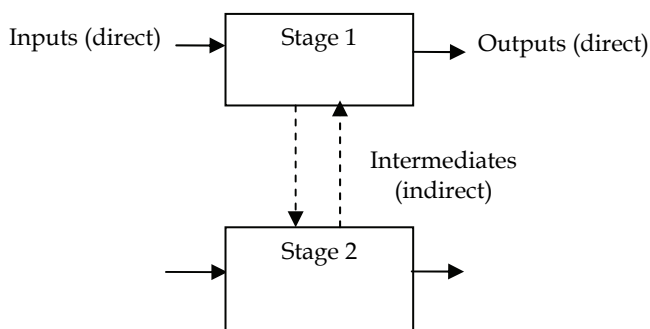 Inputs (direct)
Stage 1
Outputs (direct)
Intermediates
(indirect)
Stage 2